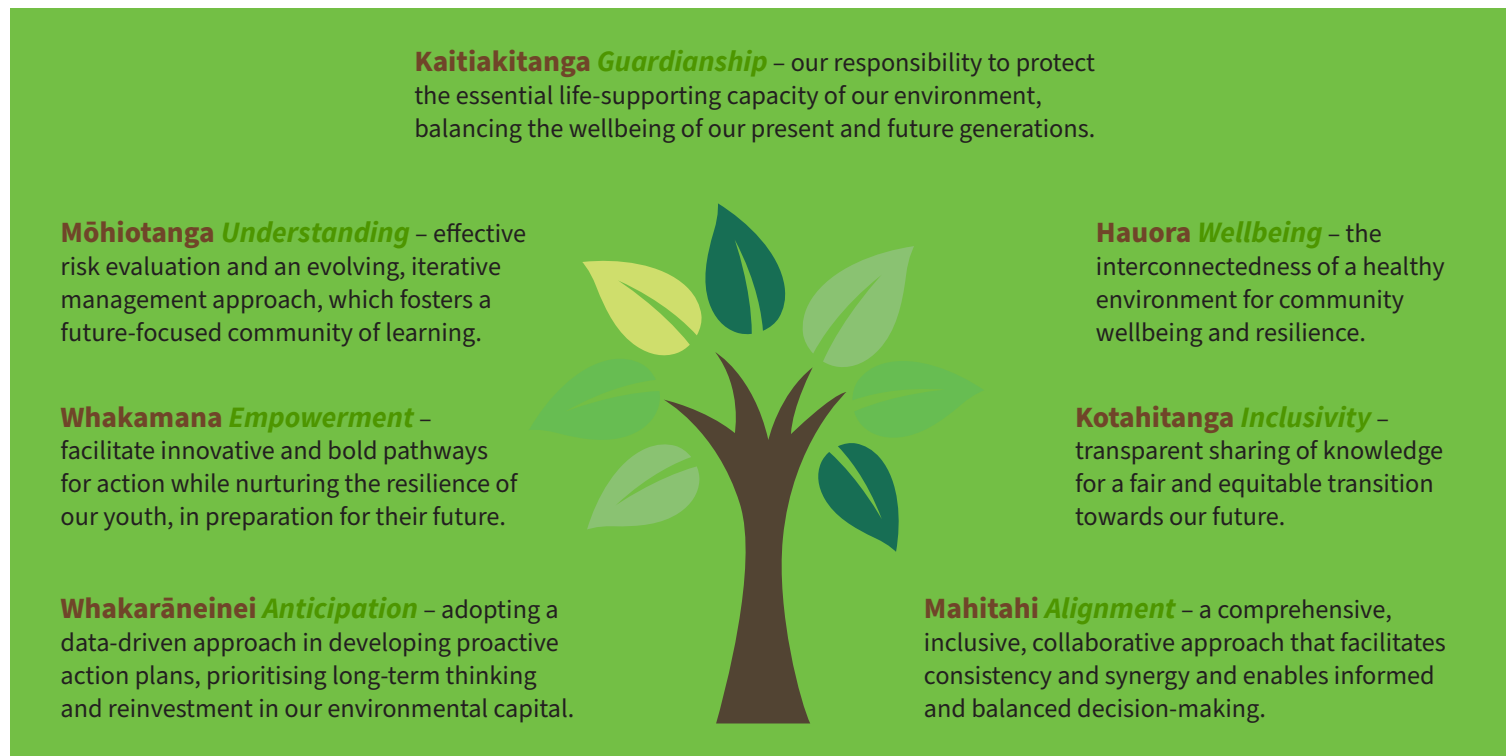 Kaitiakitanga Guardianship – our responsibility to protect
the essential life-supporting capacity of our environment,
balancing the wellbeing of our present and future generations.
Mōhiotanga Understanding – effective
risk evaluation and an evolving, iterative
management approach, which fosters a
future-focused community of learning.
Whakamana Empowerment –
facilitate innovative and bold pathways
for action while nurturing the resilience of
our youth, in preparation for their future.
Whakarāneinei Anticipation – adopting a
data-driven approach in developing proactive
action plans, prioritising long-term thinking
and reinvestment in our environmental capital.
Hauora Wellbeing – the
interconnectedness of a healthy
environment for community
wellbeing and resilience.
Kotahitanga Inclusivity –
transparent sharing of knowledge
for a fair and equitable transition
towards our future.
Mahitahi Alignment – a comprehensive,
inclusive, collaborative approach that facilitates
consistency and synergy and enables informed
and balanced decision-making.